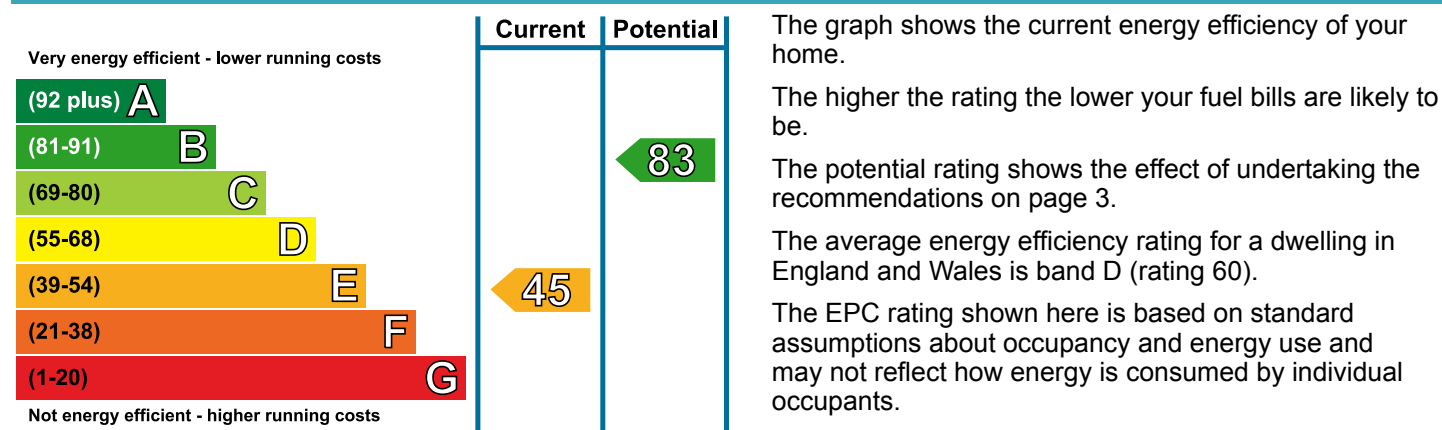 Current Potential
Very energy efficient - lower running costs
(92 plus) A
(81-91) B
(69-80) C
(55-68) D
(39-54) E
(21-38) F
(1-20) G
Not energy efficient - higher running costs
83
45
The graph shows the current energy efficiency of your
home.
The higher the rating the lower your fuel bills are likely to
be.
The potential rating shows the effect of undertaking the
recommendations on page 3.
The average energy efficiency rating for a dwelling in
England and Wales is band D (rating 60).
The EPC rating shown here is based on standard
assumptions about occupancy and energy use and
may not reflect how energy is consumed by individual
occupants.